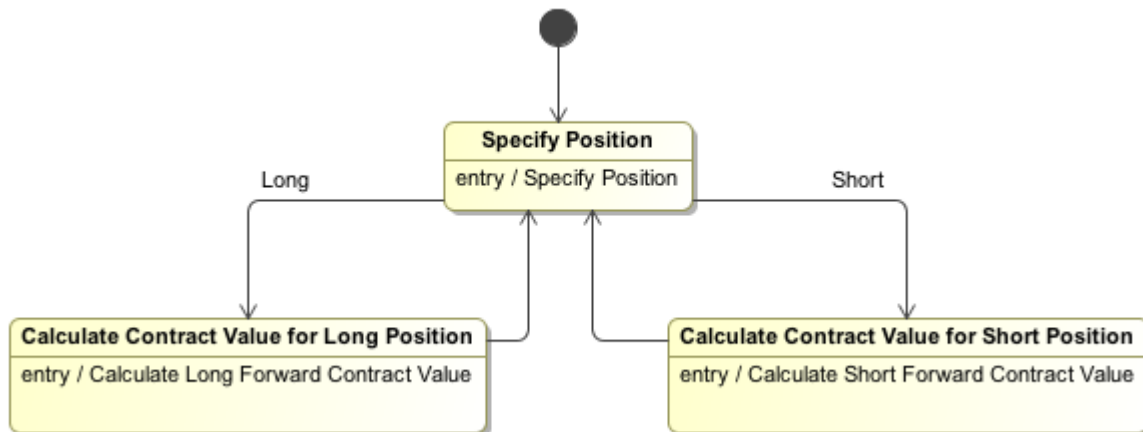 Specify Position
entry / Specify Position
Long
Short
Calculate Contract Value for Long Position
entry / Calculate Long Forward Contract Value
Calculate Contract Value for Short Position
entry / Calculate Short Forward Contract Value